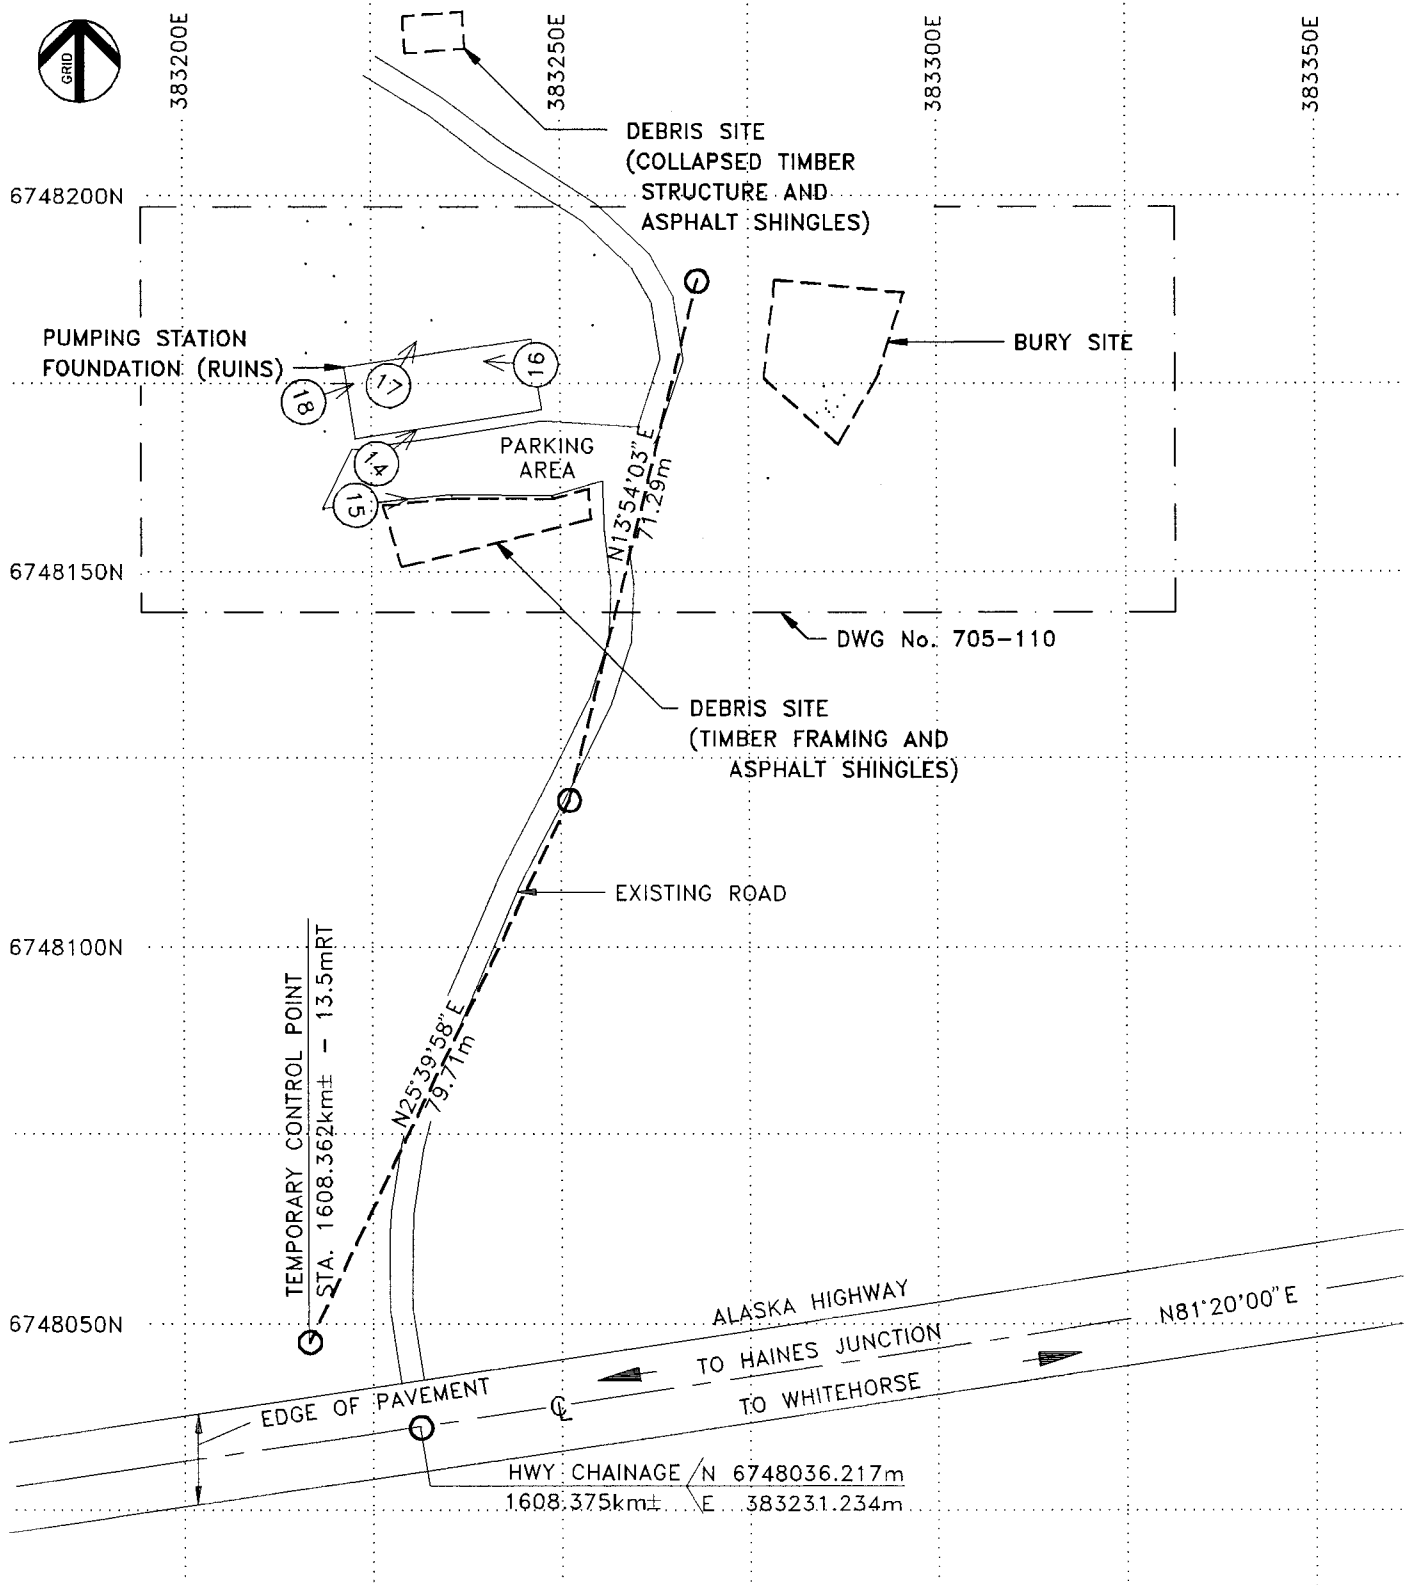 GRID
383200E
383250E
383300E
383350E
DEBRIS SITE
(COLLAPSED TIMBER
STRUCTURE AND
ASPHALT SHINGLES)
6748200N
PUMPING STATION
FOUNDATION (RUINS)
BURY SITE
16
17
18
14
15
PARKING
AREA
N13°54'03"E
71.29m
6748150N
DWG No. 705-110
DEBRIS SITE
(TIMBER FRAMING AND
ASPHALT SHINGLES)
EXISTING ROAD
6748100N
TEMPORARY CONTROL POINT
STA. 1608.362km± - 13.5mRT
N25°39'58"E
79.71m
6748050N
ALASKA HIGHWAY
N81°20'00"E
TO HAINES JUNCTION
TO WHITEHORSE
EDGE OF PAVEMENT
℄
HWY CHAINAGE
1608.375km±
N 6748036.217m
E 383231.234m